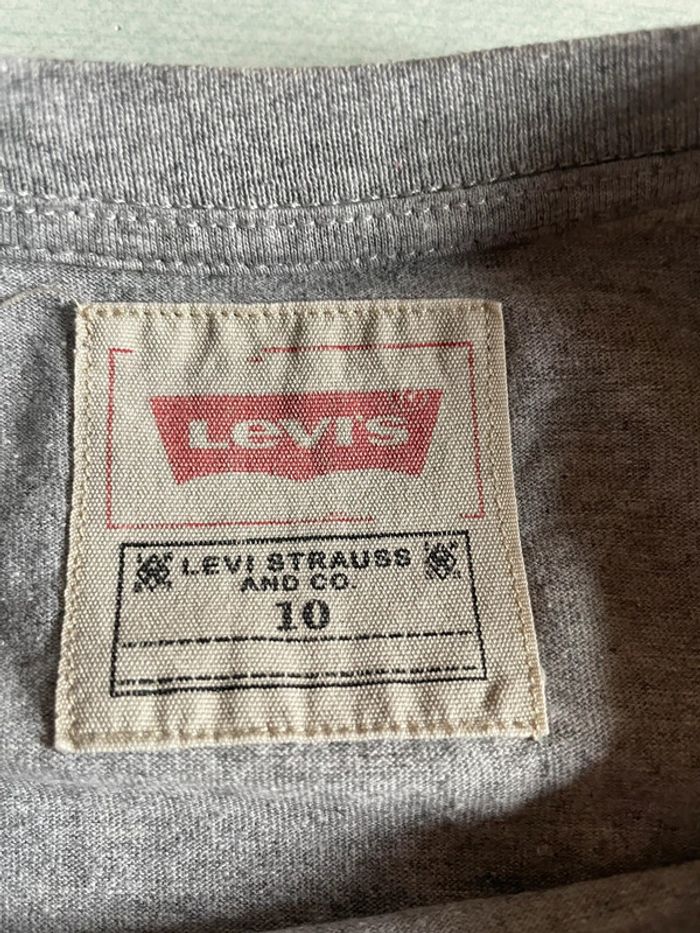 Levi's
LEVI STRAUSS
AND CO.
10